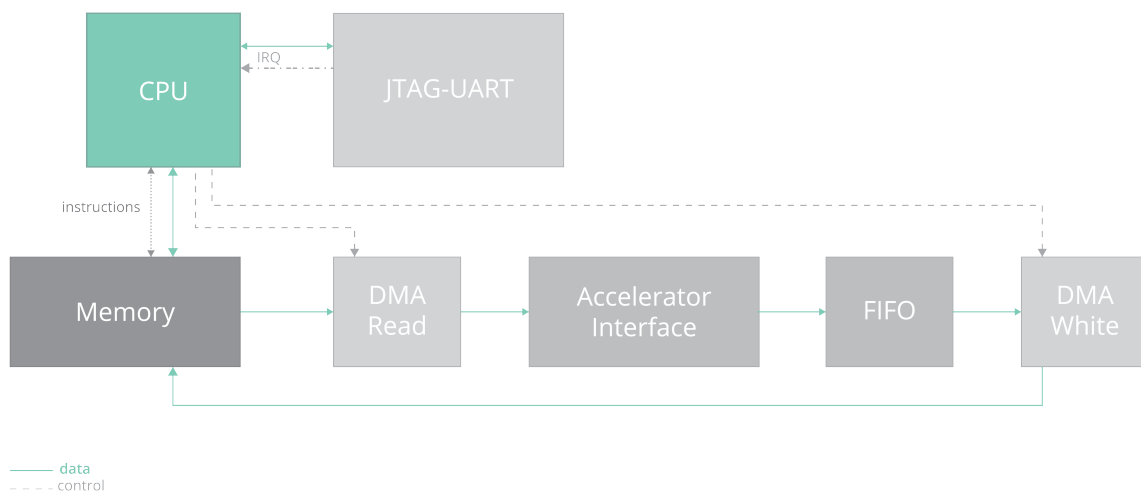 CPU
IRQ
JTAG-UART
instructions
Memory
DMA
Read
Accelerator
Interface
FIFO
DMA
White
data
control